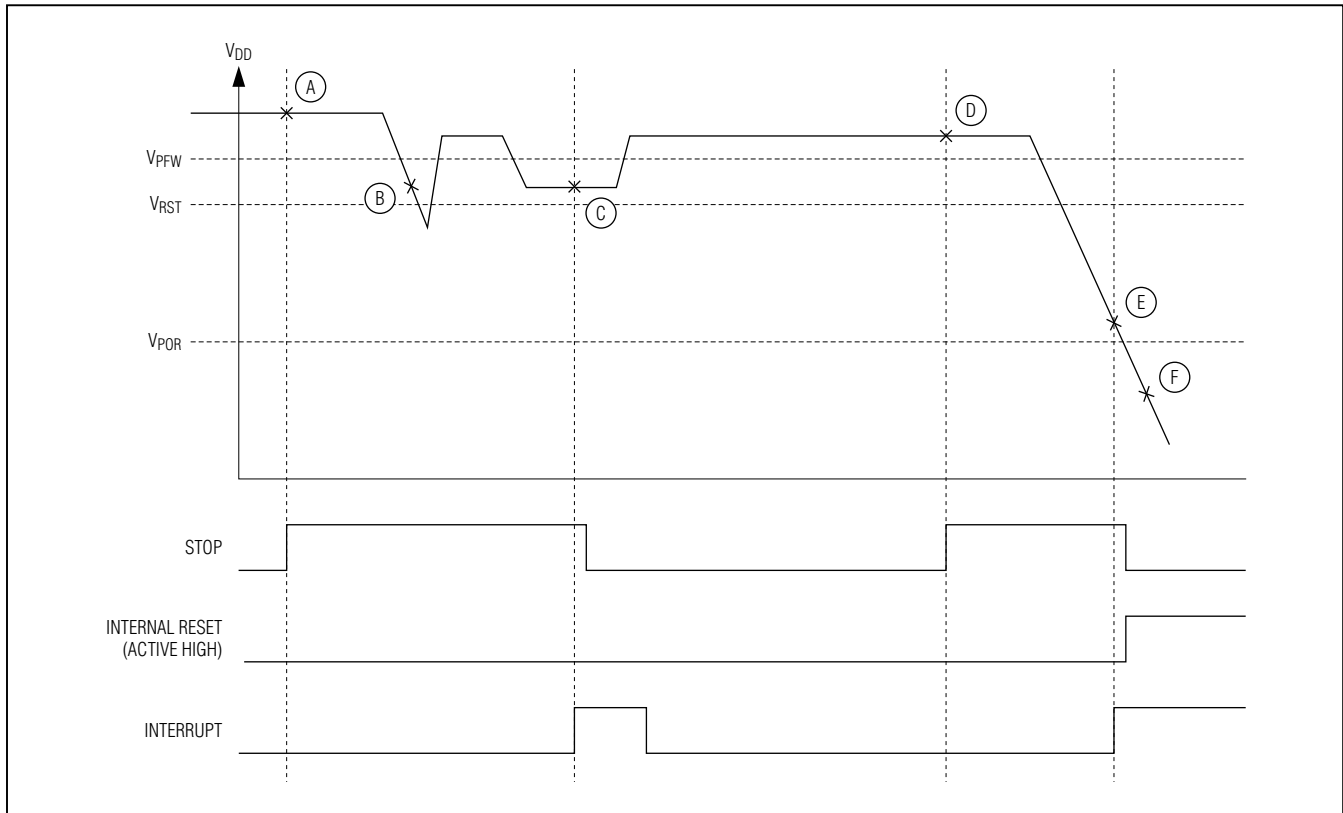 VDD
A
D
VPFW
B
VRST
C
E
VPOR
F
STOP
INTERNAL RESET
(ACTIVE HIGH)
INTERRUPT